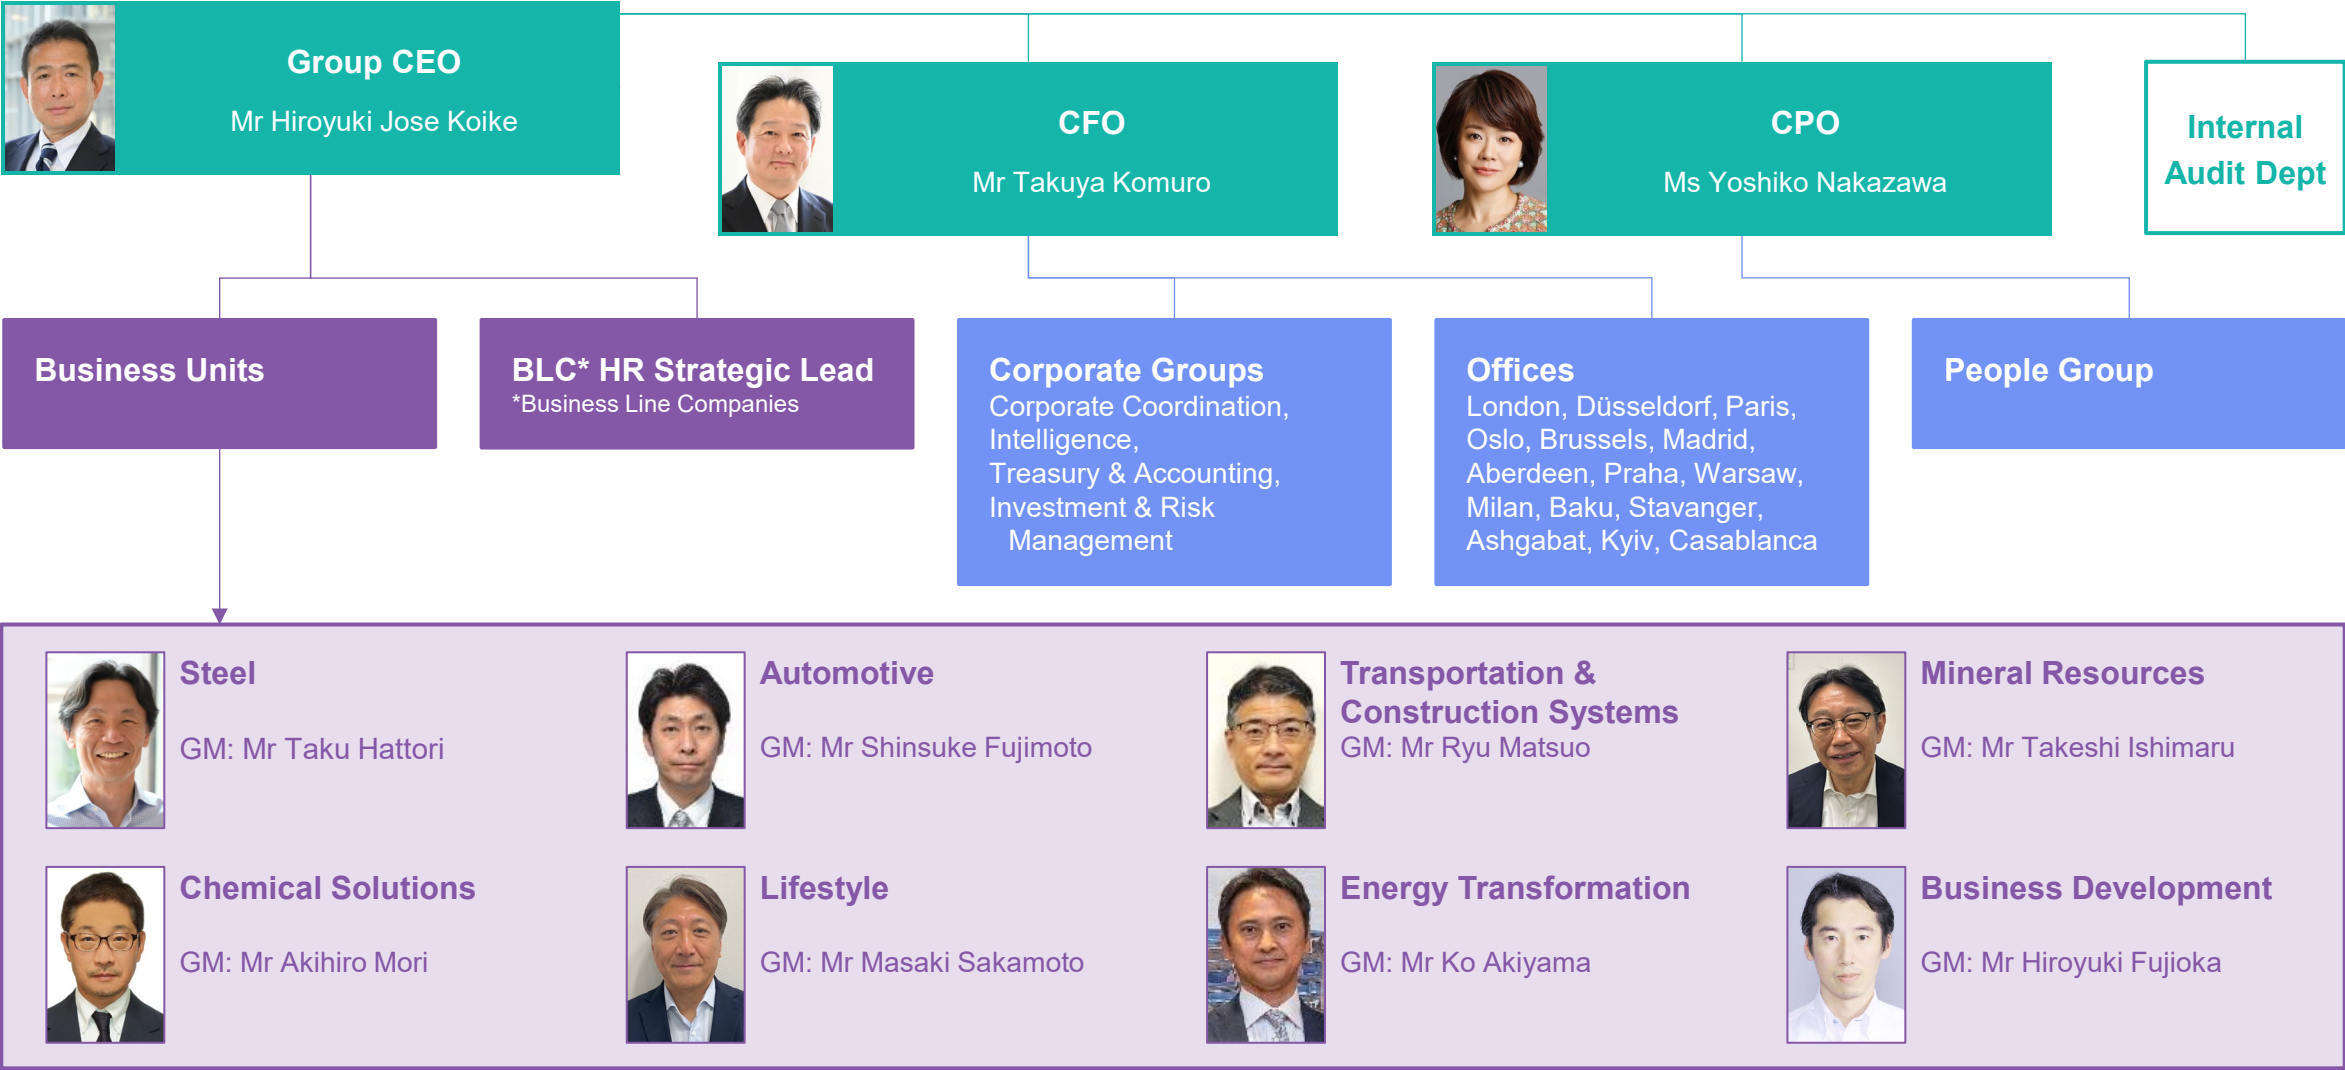 Group CEO
Mr Hiroyuki Jose Koike
CFO
Mr Takuya Komuro
CPO
Ms Yoshiko Nakazawa
Internal
Audit Dept
Business Units
BLC* HR Strategic Lead
*Business Line Companies
Corporate Groups
Corporate Coordination,
Intelligence,
Treasury & Accounting,
Investment & Risk
Management
Offices
London, Düsseldorf, Paris,
Oslo, Brussels, Madrid,
Aberdeen, Praha, Warsaw,
Milan, Baku, Stavanger,
Ashgabat, Kyiv, Casablanca
People Group
Steel
GM: Mr Taku Hattori
Automotive
GM: Mr Shinsuke Fujimoto
Transportation &
Construction Systems
GM: Mr Ryu Matsuo
Mineral Resources
GM: Mr Takeshi Ishimaru
Chemical Solutions
GM: Mr Akihiro Mori
Lifestyle
GM: Mr Masaki Sakamoto
Energy Transformation
GM: Mr Ko Akiyama
Business Development
GM: Mr Hiroyuki Fujioka